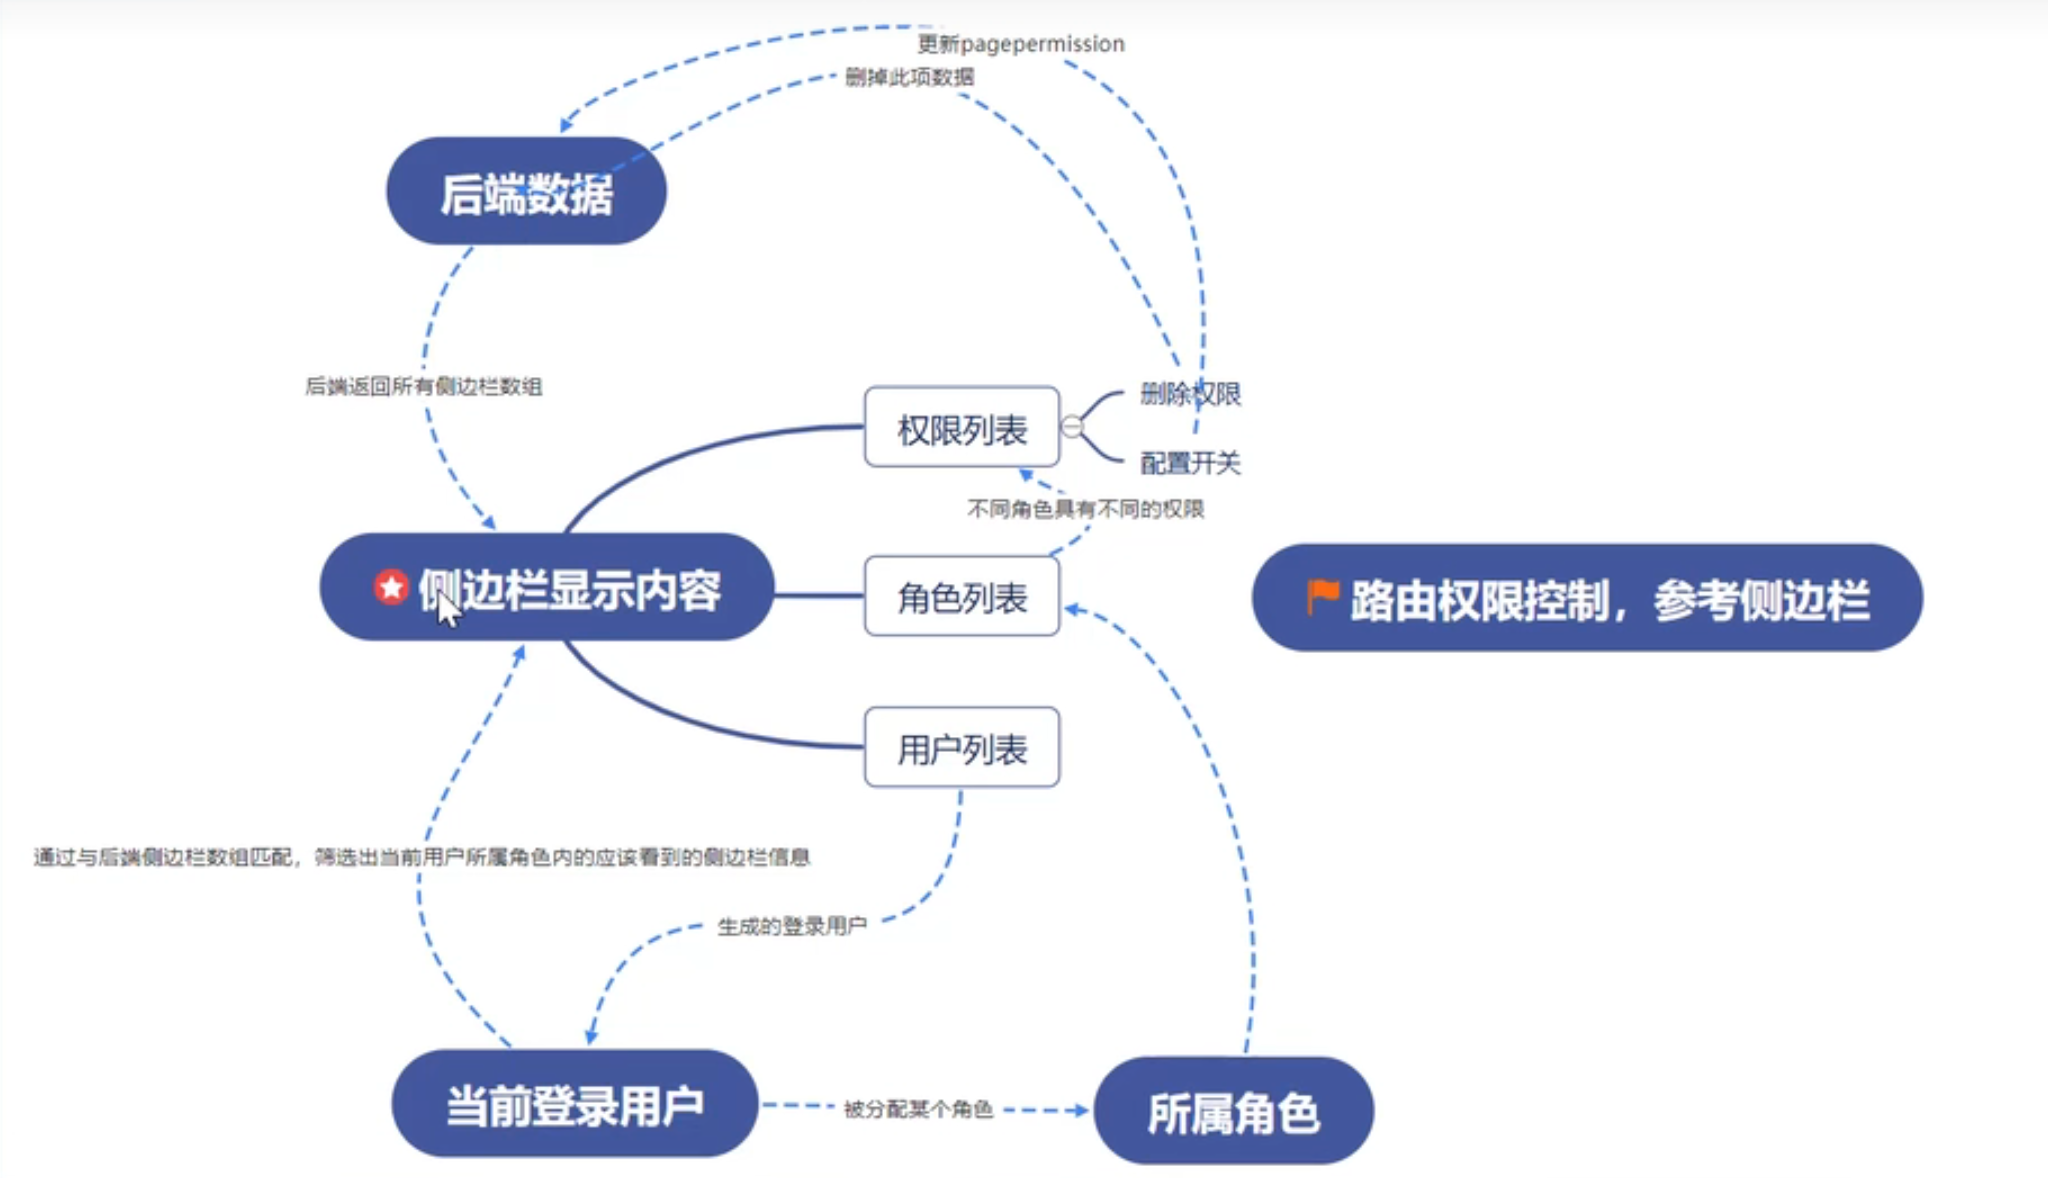 更新pagepermission
删掉此项数据
后端数据
后端返回所有侧边栏数组
权限列表
删除权限
配置开关
不同角色具有不同的权限
侧边栏显示内容
角色列表
路由权限控制，参考侧边栏
用户列表
通过与后端侧边栏数组匹配，筛选出当前用户所属角色内的应该看到的侧边栏信息
生成的登录用户
当前登录用户
被分配某个角色
所属角色